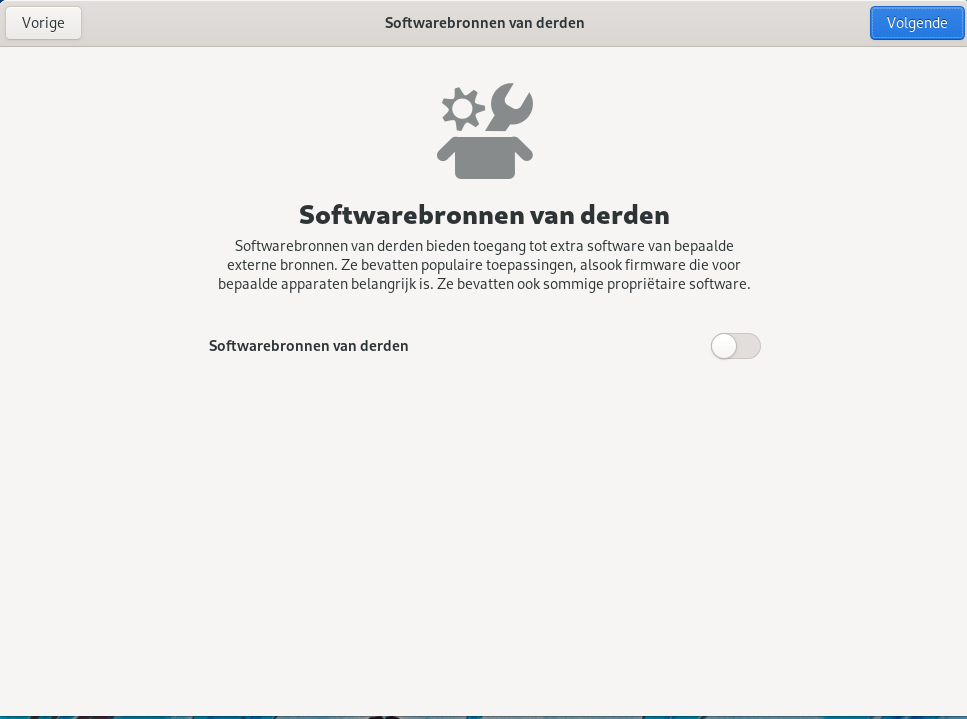 Vorige
Softwarebronnen van derden
Volgende
Softwarebronnen van derden
Softwarebronnen van derden bieden toegang tot extra software van bepaalde
externe bronnen. Ze bevatten populaire toepassingen, alsook firmware die voor
bepaalde apparaten belangrijk is. Ze bevatten ook sommige propriëtaire software.
Softwarebronnen van derden